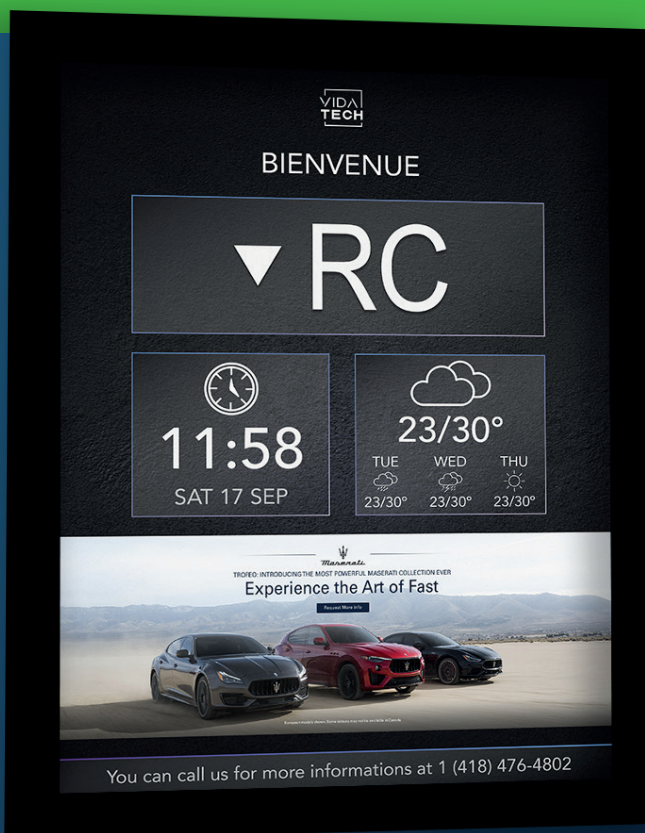 VIDA
TECH
BIENVENUE
RC
11:58
SAT 17 SEP
23/30°
TUE WED THU
23/30° 23/30° 23/30°
Maserati
TROFEO: INTRODUCING THE MOST POWERFUL MASERATI COLLECTION EVER
Experience the Art of Fast
Request More Info
You can call us for more informations at 1 (418) 476-4802